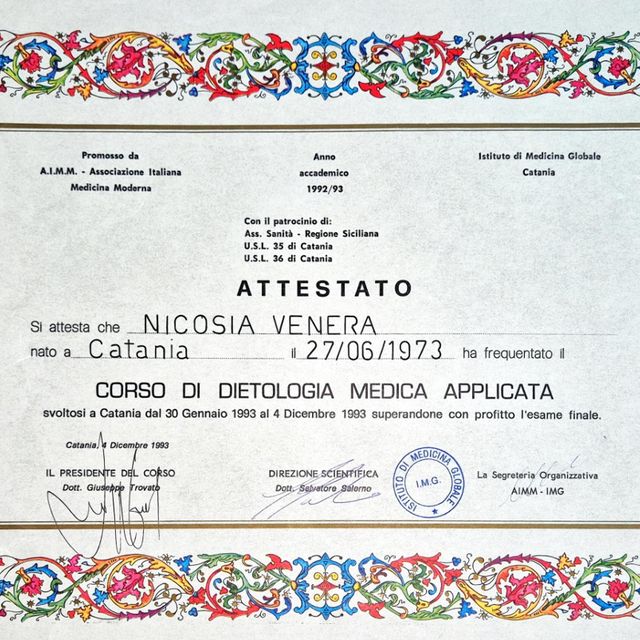 Promosso da
A.I.M.M. - Associazione Italiana
Medicina Moderna
Anno
accademico
1992/93
Istituto di Medicina Globale
Catania
Con il patrocinio di:
Ass. Sanità - Regione Siciliana
U.S.L. 35 di Catania
U.S.L. 36 di Catania
ATTESTATO
Si attesta che NICOSIA VENERA
nato a Catania il 27/06/1973 ha frequentato il
CORSO DI DIETOLOGIA MEDICA APPLICATA
svoltosi a Catania dal 30 Gennaio 1993 al 4 Dicembre 1993 superandone con profitto l'esame finale.
Catania, 4 Dicembre 1993
IL PRESIDENTE DEL CORSO
Dott. Giuseppe Trovato
DIREZIONE SCIENTIFICA
Dott. Salvatore Salerno
ISTITUTO DI MEDICINA GLOBALE
I.M.G.
La Segreteria Organizzativa
AIMM - IMG